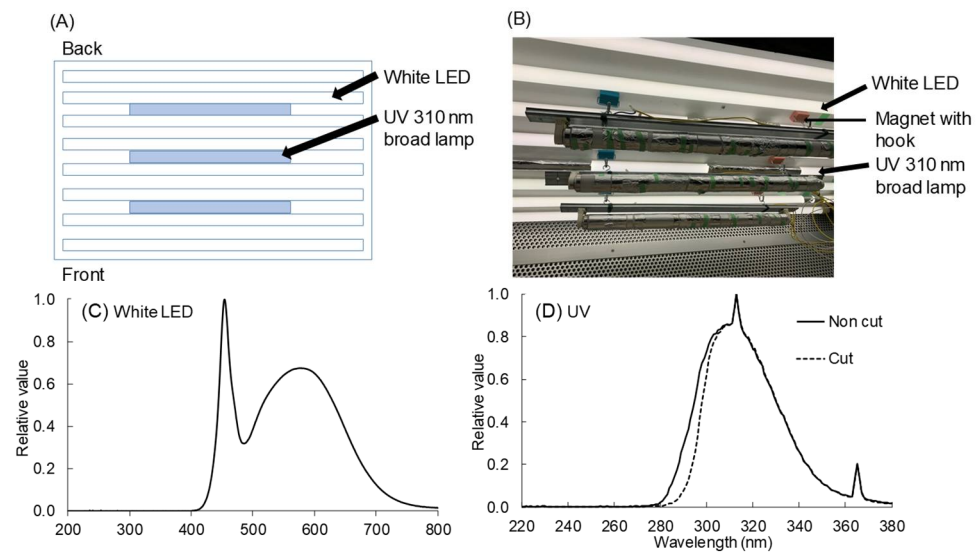 (A)
Back
White LED
UV 310 nm
broad lamp
Front
(B)
White LED
Magnet with
hook
UV 310 nm
broad lamp
(C) White LED
Relative value
1.0
0.8
0.6
0.4
0.2
0.0
200 300 400 500 600 700 800
(D) UV
Non cut
Cut
Relative value
1.0
0.8
0.6
0.4
0.2
0.0
220 240 260 280 300 320 340 360 380
Wavelength (nm)